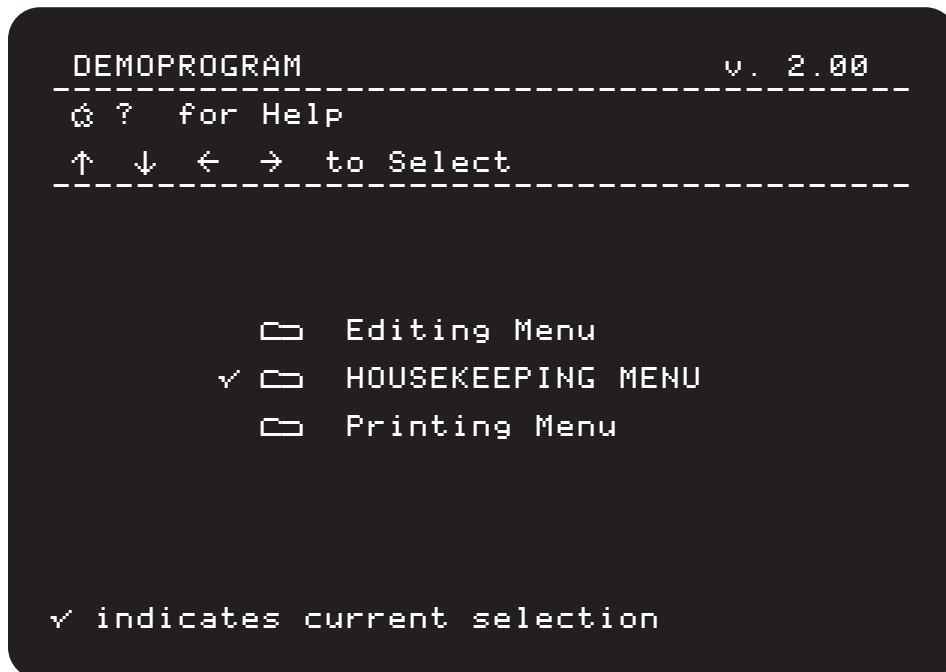 DEMOPROGRAM v. 2.00
? for Help
↑ ↓ ← → to Select
Editing Menu
✓ HOUSEKEEPING MENU
Printing Menu
✓ indicates current selection